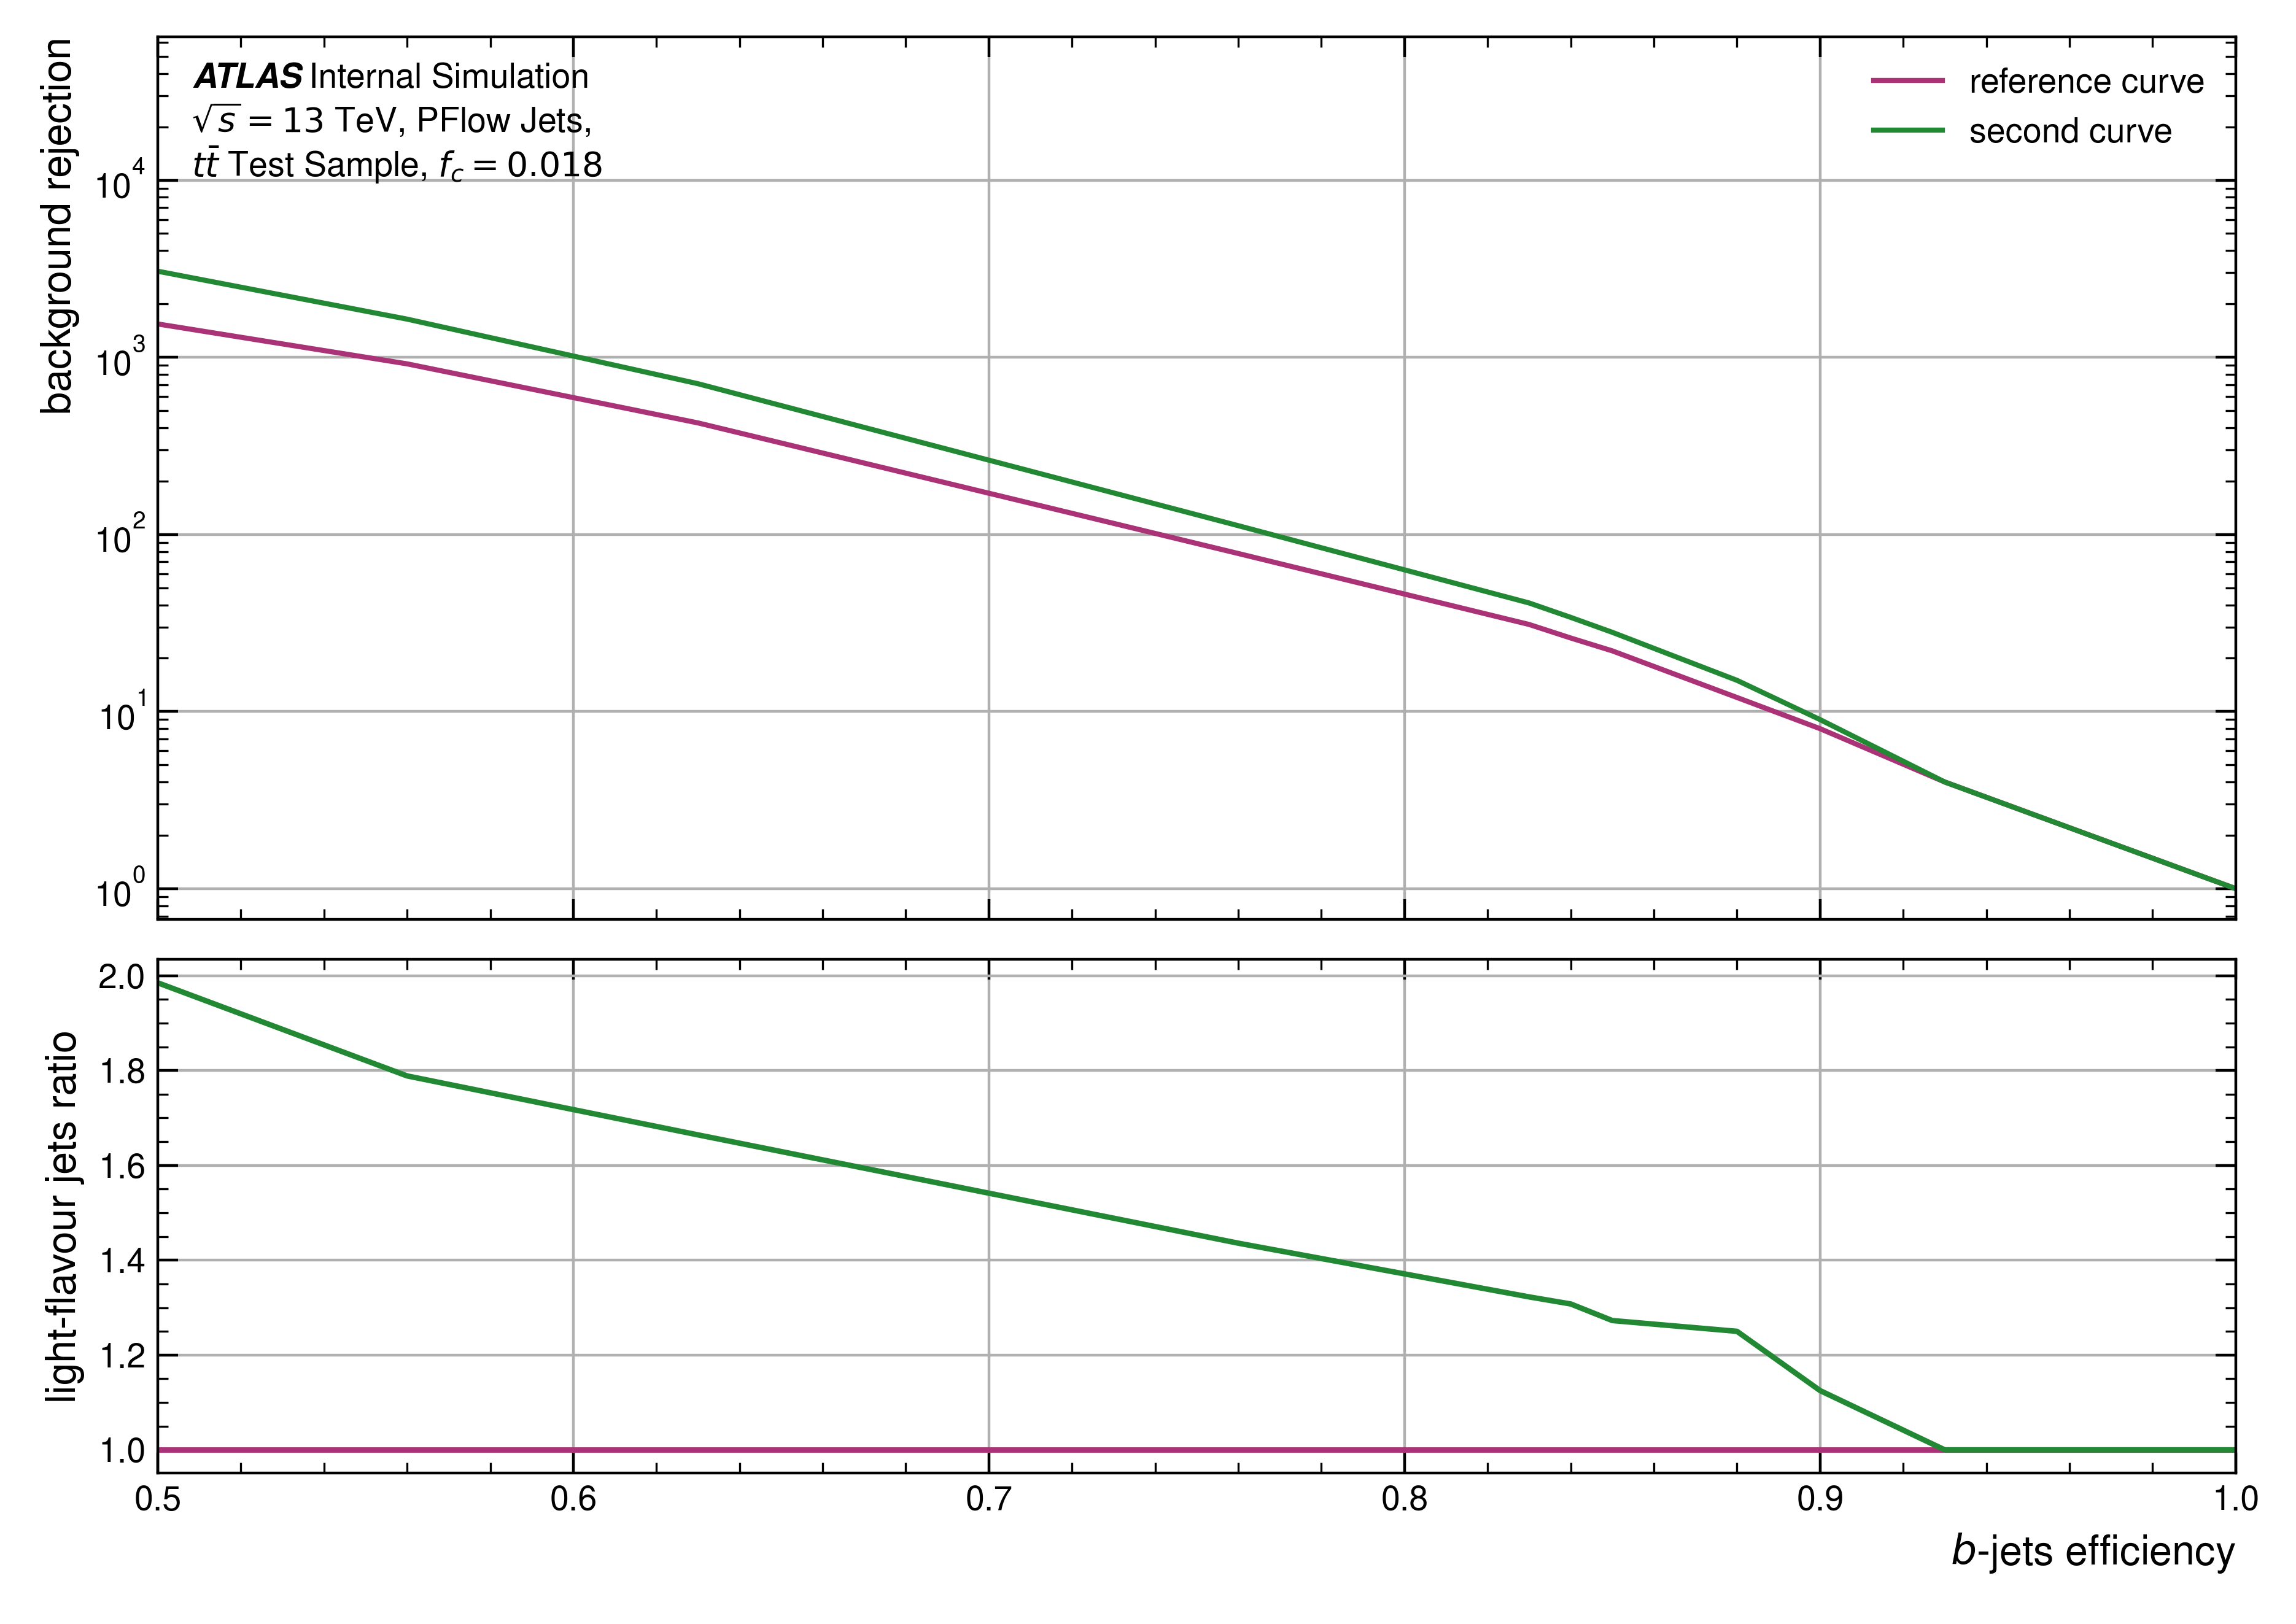 ATLAS Internal Simulation
√s = 13 TeV, PFlow Jets,
tt̄ Test Sample, f_c = 0.018
reference curve
second curve
background rejection
10^4
10^3
10^2
10^1
10^0
light-flavour jets ratio
2.0
1.8
1.6
1.4
1.2
1.0
0.5 0.6 0.7 0.8 0.9 1.0
b-jets efficiency